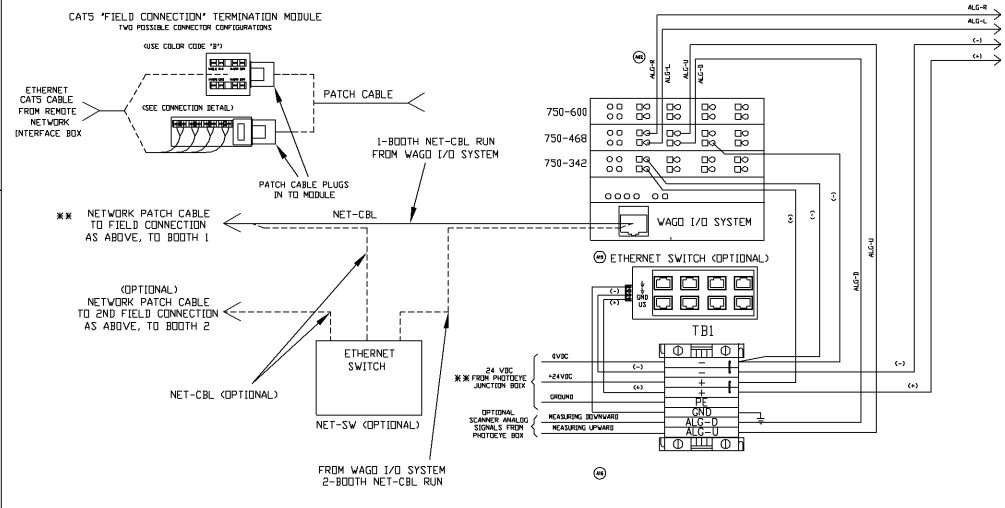 CAT5 "FIELD CONNECTION" TERMINATION MODULE
TWO POSSIBLE CONNECTOR CONFIGURATIONS
(USE COLOR CODE "B")
ETHERNET
CAT5 CABLE
FROM REMOTE
NETWORK
INTERFACE BOX
(SEE CONNECTION DETAIL)
PATCH CABLE
PATCH CABLE PLUGS
IN TO MODULE
1-BOOTH NET-CBL RUN
FROM WAGO I/O SYSTEM
NET-CBL
** NETWORK PATCH CABLE
TO FIELD CONNECTION
AS ABOVE, TO BOOTH 1
(OPTIONAL)
NETWORK PATCH CABLE
TO 2ND FIELD CONNECTION
AS ABOVE, TO BOOTH 2
NET-CBL (OPTIONAL)
ETHERNET
SWITCH
NET-SW (OPTIONAL)
FROM WAGO I/O SYSTEM
2-BOOTH NET-CBL RUN
ALG-R
ALG-L
(-)
(+)
ALG-R
ALG-L
ALG-U
ALG-D
750-600
750-468
750-342
WAGO I/O SYSTEM
(+)
(-)
(-)
ALG-D
ALG-U
ETHERNET SWITCH (OPTIONAL)
(-)
(+)
GND
US
TB1
24 VDC
**FROM PHOTOEYE
JUNCTION BOIX
0VDC
(-)
+24VDC
(+)
GROUND
-
-
+
+
PE
GND
ALG-D
ALG-U
(-)
(+)
OPTIONAL
SCANNER ANALOG
SIGNALS FROM
PHOTOEYE BOX
MEASURING DOWNWARD
MEASURING UPWARD